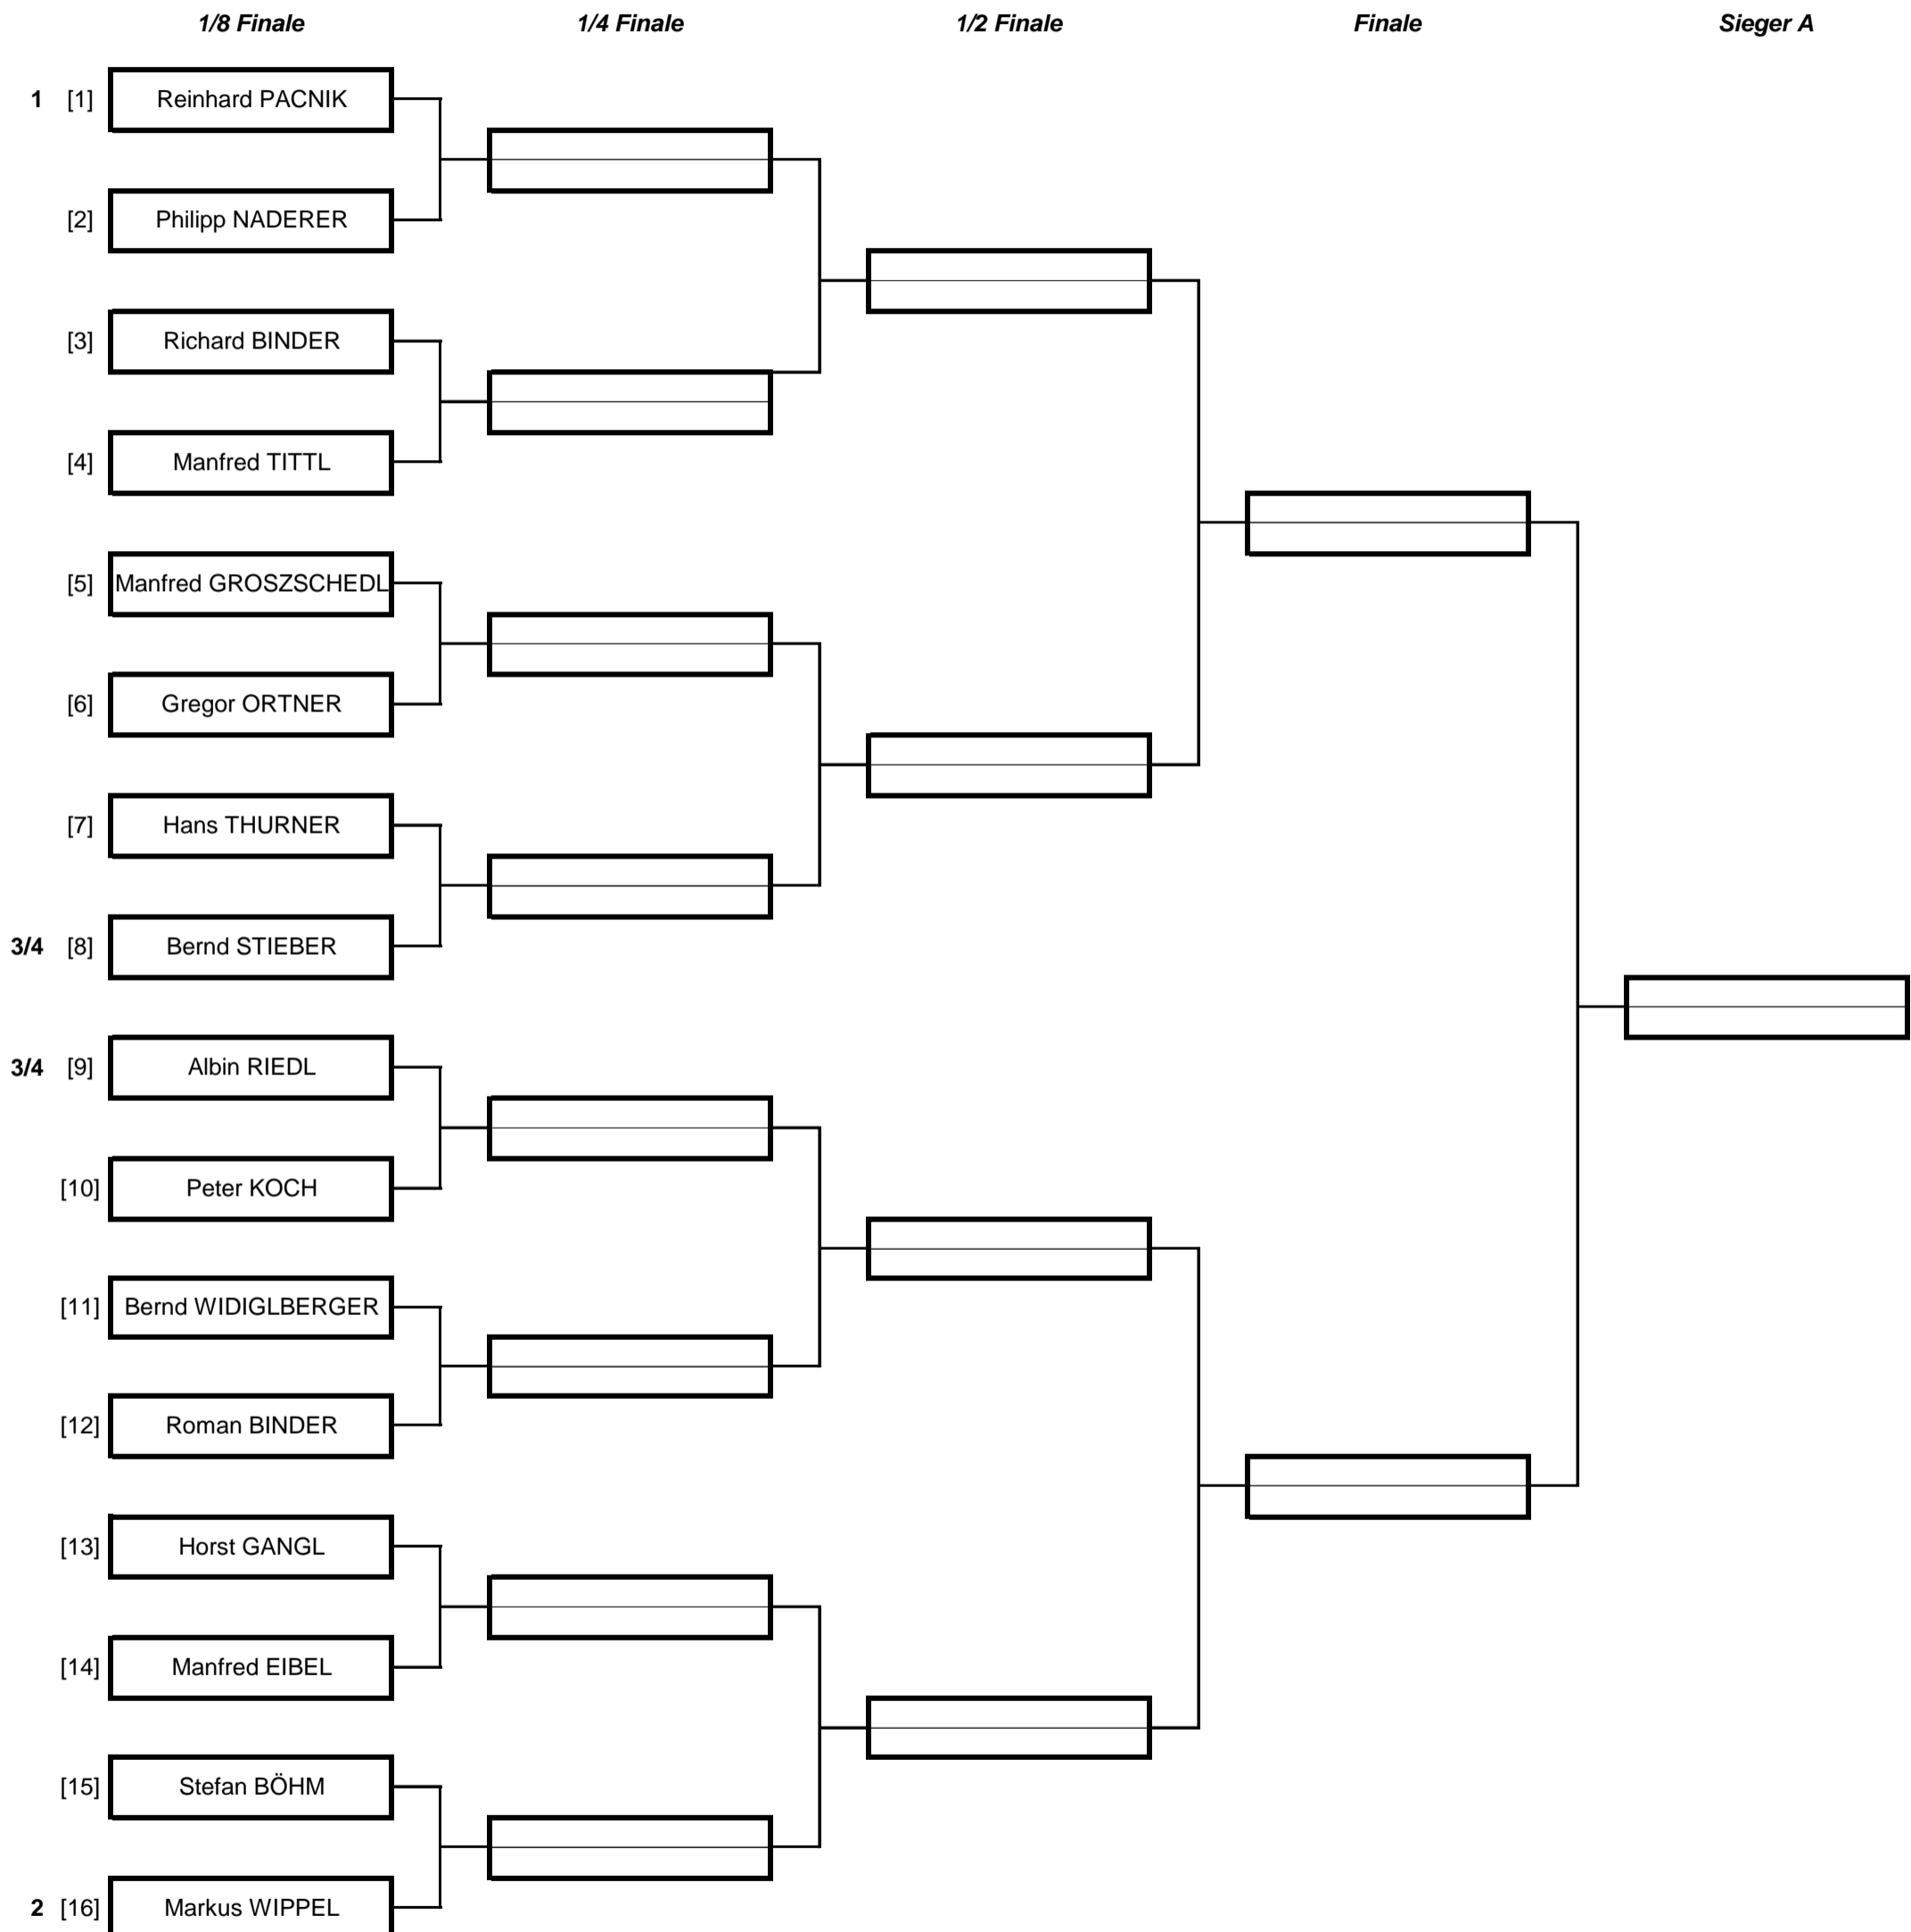 1/8 Finale 1/4 Finale 1/2 Finale Finale Sieger A
1 [1] Reinhard PACNIK
[2] Philipp NADERER
[3] Richard BINDER
[4] Manfred TITTL
[5] Manfred GROSZSCHEDL
[6] Gregor ORTNER
[7] Hans THURNER
3/4 [8] Bernd STIEBER
3/4 [9] Albin RIEDL
[10] Peter KOCH
[11] Bernd WIDIGLBERGER
[12] Roman BINDER
[13] Horst GANGL
[14] Manfred EIBEL
[15] Stefan BÖHM
2 [16] Markus WIPPEL